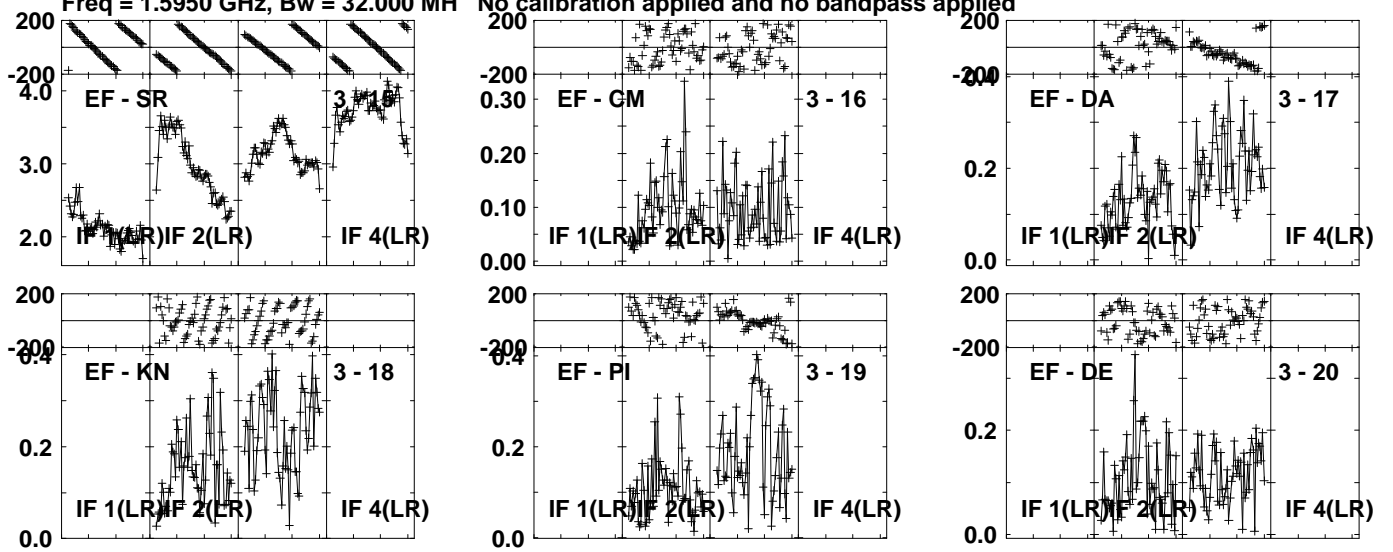 Freq = 1.5950 GHz, Bw = 32.000 MH No calibration applied and no bandpass applied
200
-200
4.0
3.0
2.0
EF - SR
3 - 15
IF 1(LR)
IF 2(LR)
IF 4(LR)
200
-200
0.30
0.20
0.10
0.00
EF - CM
3 - 16
IF 1(LR)
IF 2(LR)
IF 4(LR)
200
-200
0.4
0.2
0.0
EF - DA
3 - 17
IF 1(LR)
IF 2(LR)
IF 4(LR)
200
-200
0.4
0.2
0.0
EF - KN
3 - 18
IF 1(LR)
IF 2(LR)
IF 4(LR)
200
-200
0.4
0.2
0.0
EF - PI
3 - 19
IF 1(LR)
IF 2(LR)
IF 4(LR)
200
-200
0.2
0.0
EF - DE
3 - 20
IF 1(LR)
IF 2(LR)
IF 4(LR)